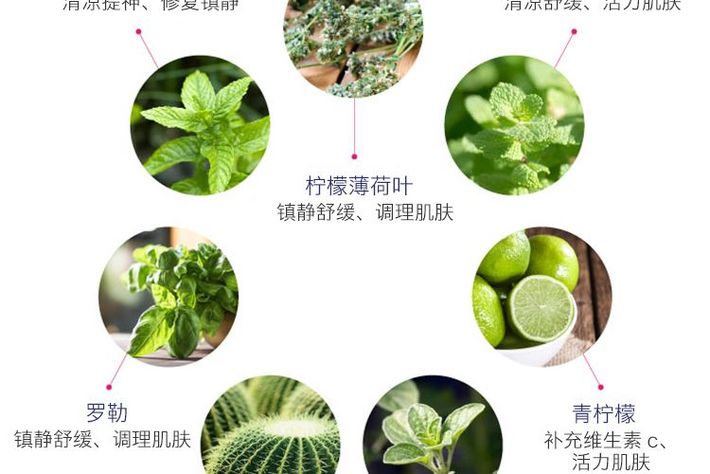 清凉提神、修复镇静
清凉舒缓、活力肌肤
柠檬薄荷叶
镇静舒缓、调理肌肤
罗勒
镇静舒缓、调理肌肤
青柠檬
补充维生素 c、
活力肌肤